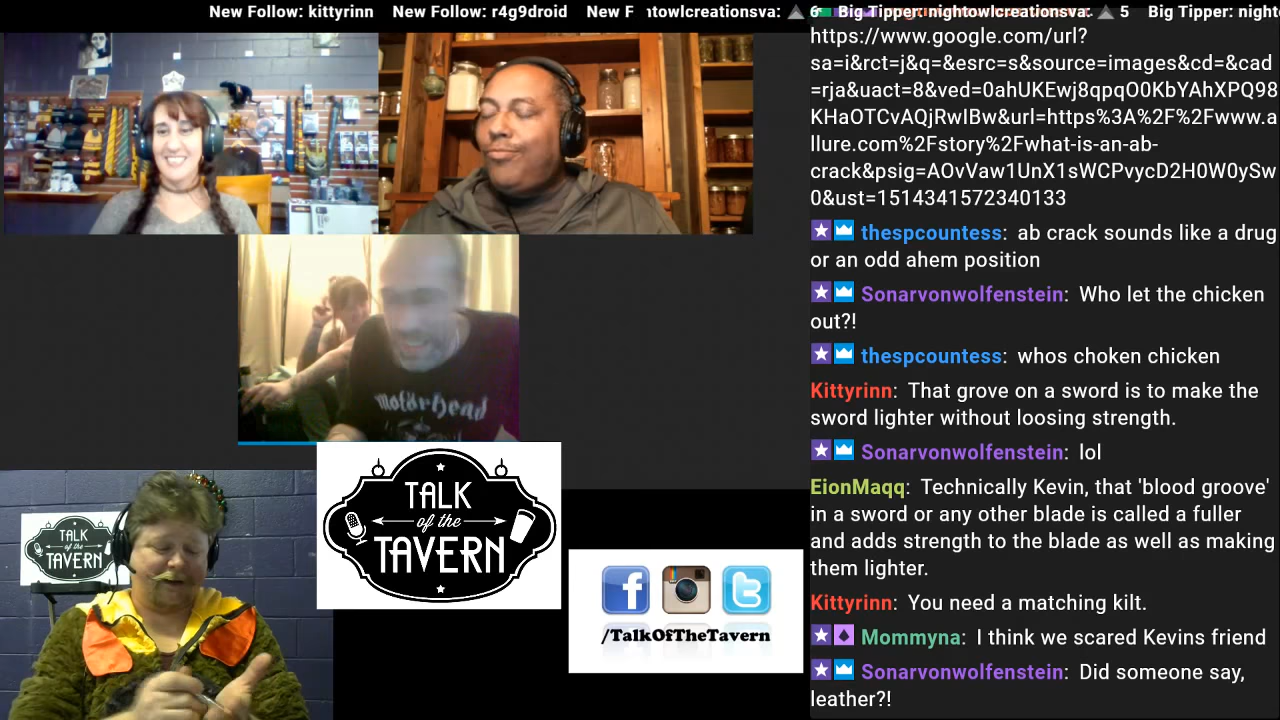 New Follow: kittyrinn New Follow: r4g9droid New F ntowlcreationsva: 6 Big Tipper: nightowlcreationsva: 5 Big Tipper: night
https://www.google.com/url?
sa=i&rct=j&q=&esrc=s&source=images&cd=&cad
=rja&uact=8&ved=0ahUKEwj8qpqO0KbYAhXPQ98
KHaOTCvAQjRwIBw&url=https%3A%2F%2Fwww.a
llure.com%2Fstory%2Fwhat-is-an-ab-
crack&psig=AOvVaw1UnX1sWCPvycD2H0W0ySw
0&ust=1514341572340133
thespcountess: ab crack sounds like a drug
or an odd ahem position
Sonarvonwolfenstein: Who let the chicken
out?!
thespcountess: whos choken chicken
Kittyrinn: That grove on a sword is to make the
sword lighter without loosing strength.
Sonarvonwolfenstein: lol
EionMaqq: Technically Kevin, that 'blood groove'
in a sword or any other blade is called a fuller
and adds strength to the blade as well as making
them lighter.
Kittyrinn: You need a matching kilt.
Mommyna: I think we scared Kevins friend
Sonarvonwolfenstein: Did someone say,
leather?!
motörhead
TALK
of the
TAVERN
TALK
of the
TAVERN
/TalkOfTheTavern